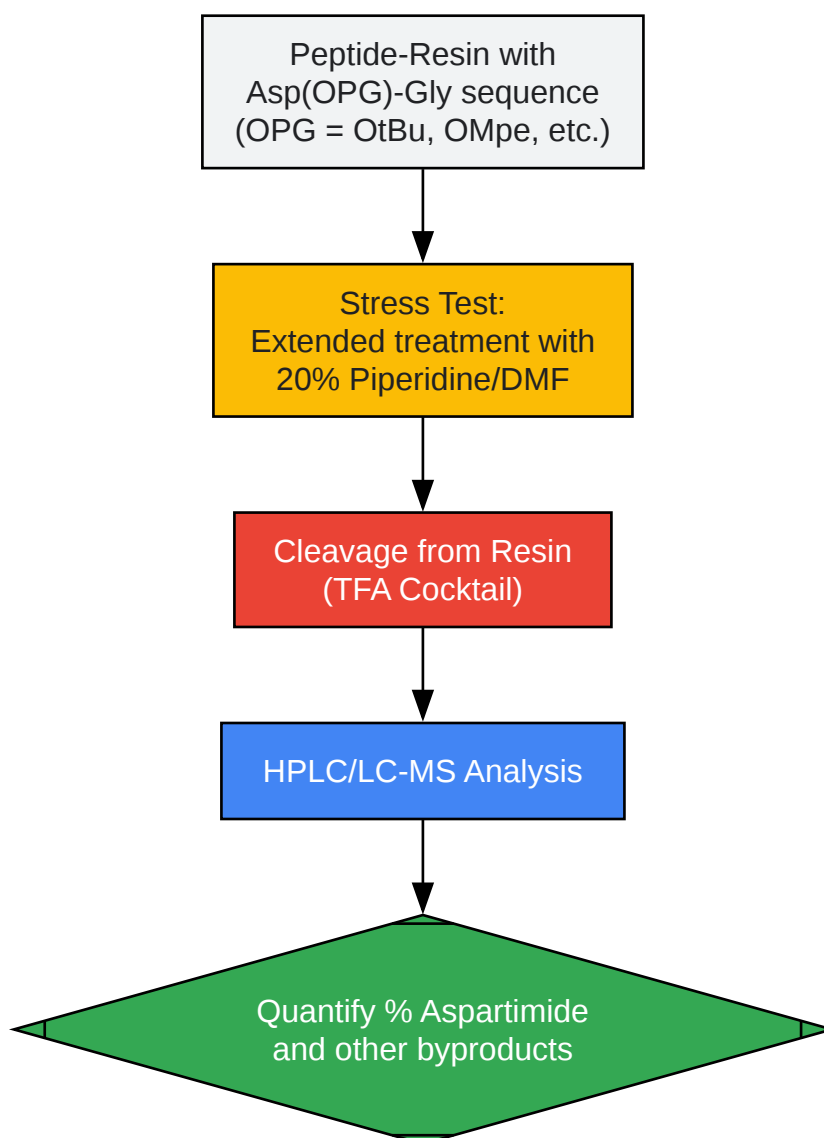 Peptide-Resin with
Asp(OPG)-Gly sequence
(OPG = OtBu, OMpe, etc.)
Stress Test:
Extended treatment with
20% Piperidine/DMF
Cleavage from Resin
(TFA Cocktail)
HPLC/LC-MS Analysis
Quantify % Aspartimide
and other byproducts